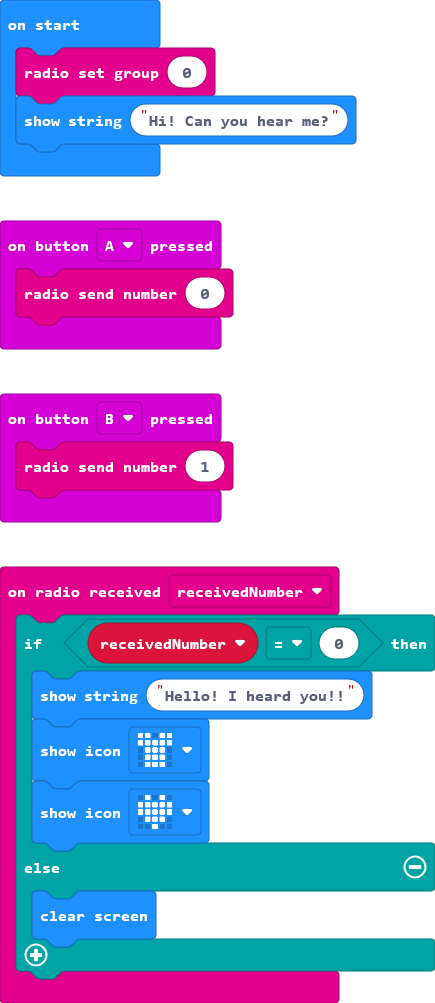 on start
radio set group 0
show string "Hi! Can you hear me?"
on button A pressed
radio send number 0
on button B pressed
radio send number 1
on radio received receivedNumber
if receivedNumber = 0 then
show string "Hello! I heard you!!"
show icon
show icon
else
clear screen